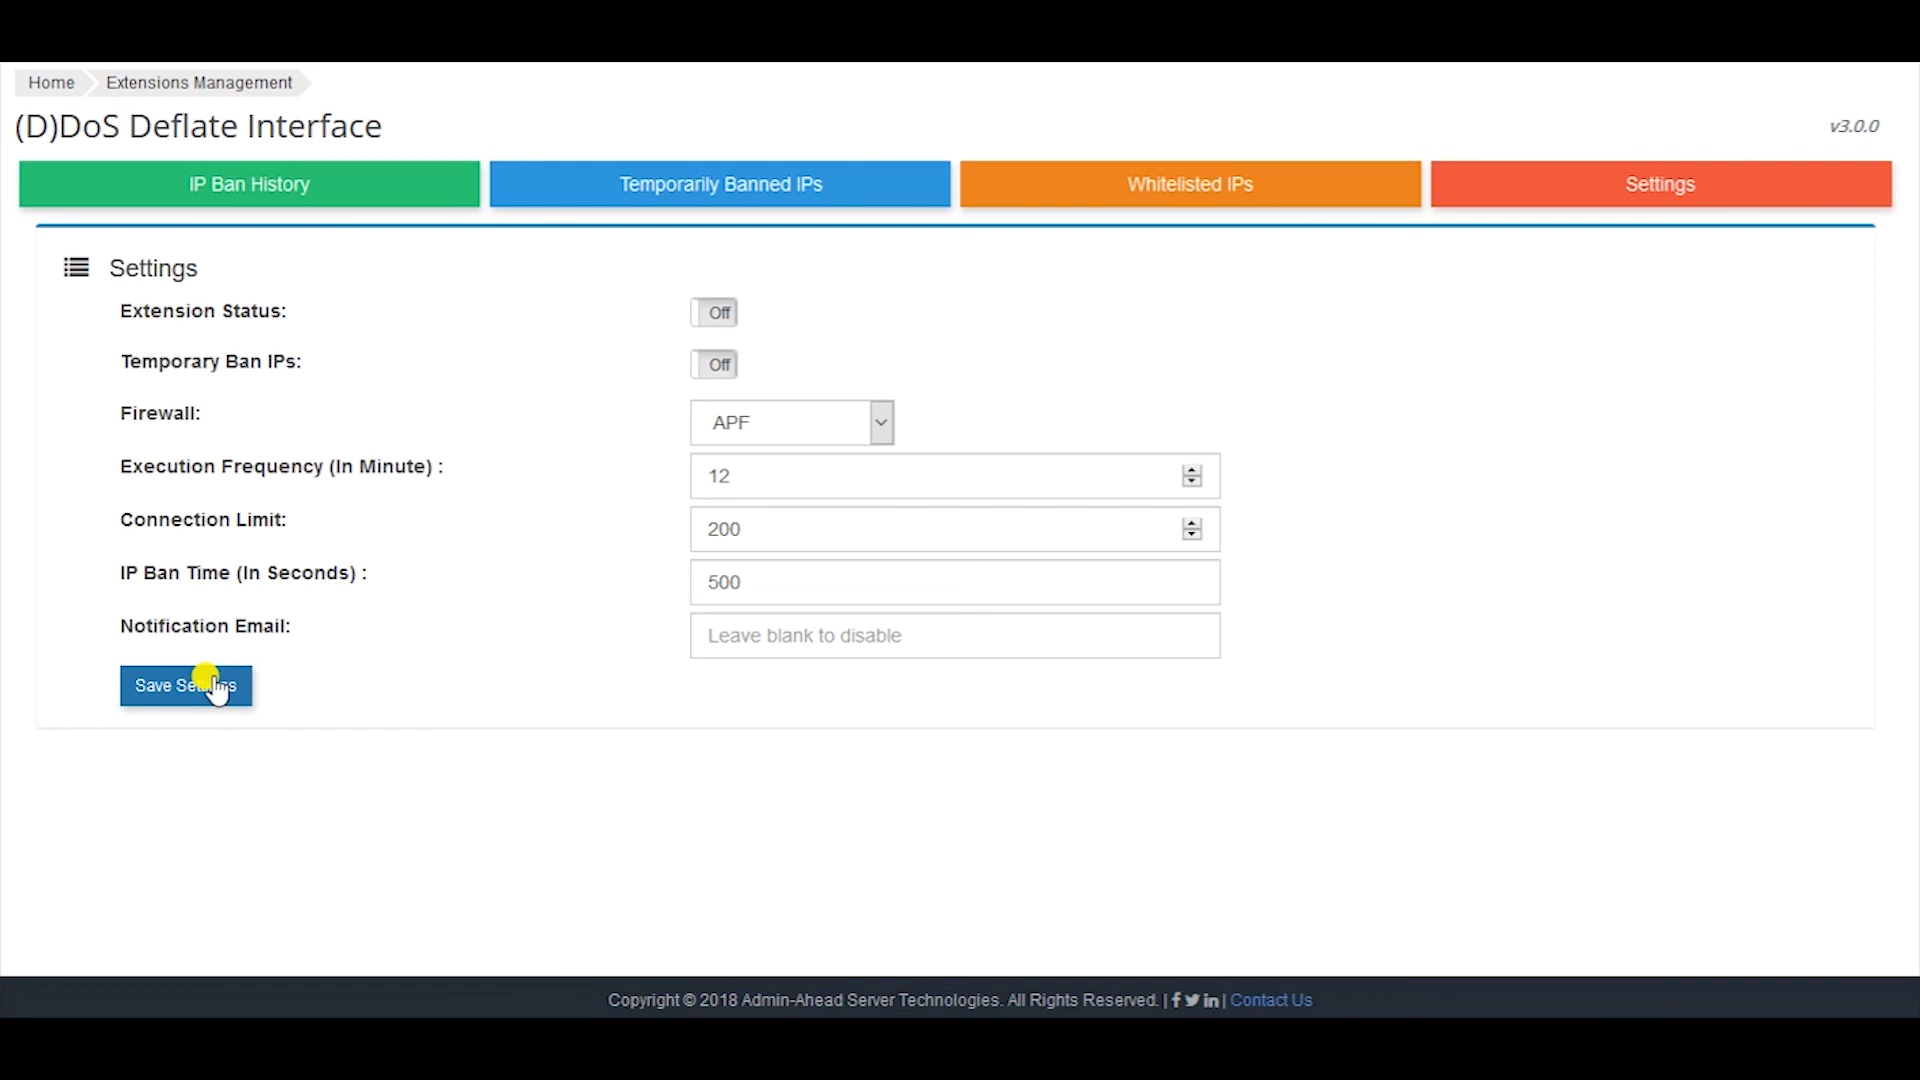 Home Extensions Management
(D)DoS Deflate Interface
v3.0.0
IP Ban History Temporarily Banned IPs Whitelisted IPs Settings
Settings
Extension Status: Off
Temporary Ban IPs: Off
Firewall: APF
Execution Frequency (In Minute) : 12
Connection Limit: 200
IP Ban Time (In Seconds) : 500
Notification Email: Leave blank to disable
Save Settings
Copyright © 2018 Admin-Ahead Server Technologies. All Rights Reserved. | f in | Contact Us